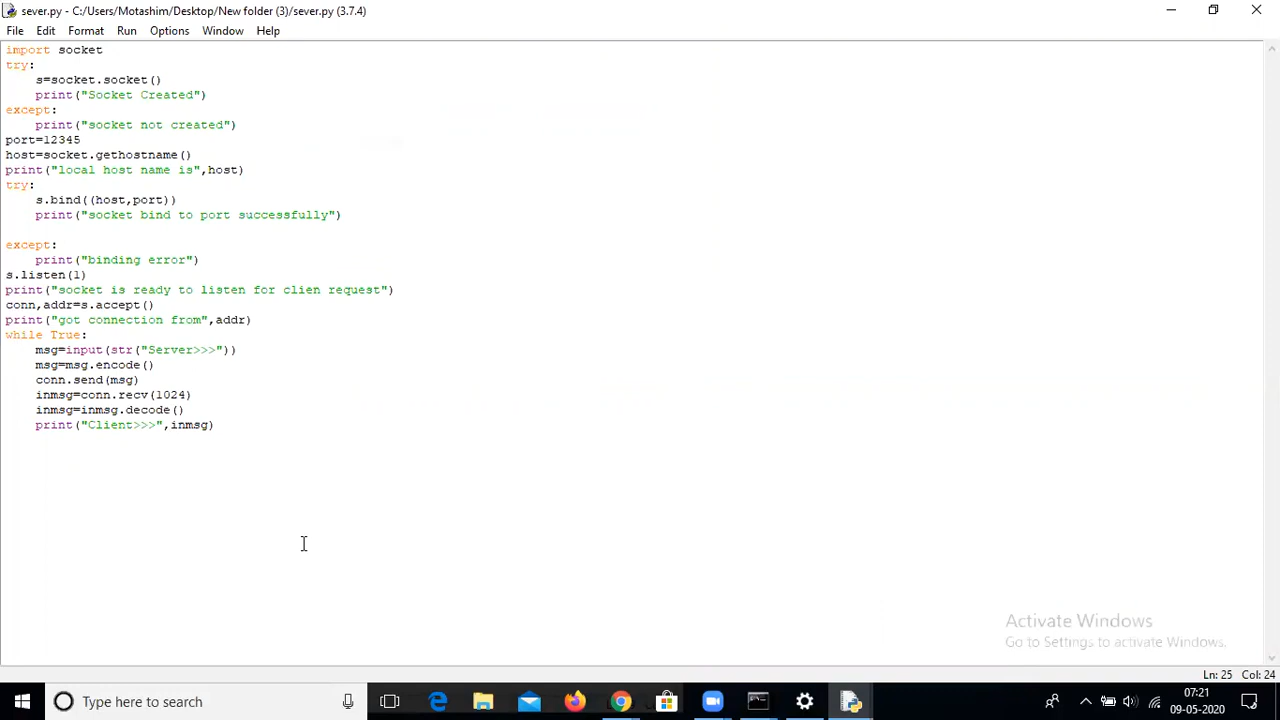 sever.py - C:/Users/Motashim/Desktop/New folder (3)/sever.py (3.7.4)
File Edit Format Run Options Window Help
import socket
try:
    s=socket.socket()
    print("Socket Created")
except:
    print("socket not created")
port=12345
host=socket.gethostname()
print("local host name is",host)
try:
    s.bind((host,port))
    print("socket bind to port successfully")
except:
    print("binding error")
s.listen(1)
print("socket is ready to listen for clien request")
conn,addr=s.accept()
print("got connection from",addr)
while True:
    msg=input(str("Server>>>"))
    msg=msg.encode()
    conn.send(msg)
    inmsg=conn.recv(1024)
    inmsg=inmsg.decode()
    print("Client>>>",inmsg)
Activate Windows
Go to Settings to activate Windows.
Ln: 25 Col: 24
Type here to search
07:21
09-05-2020